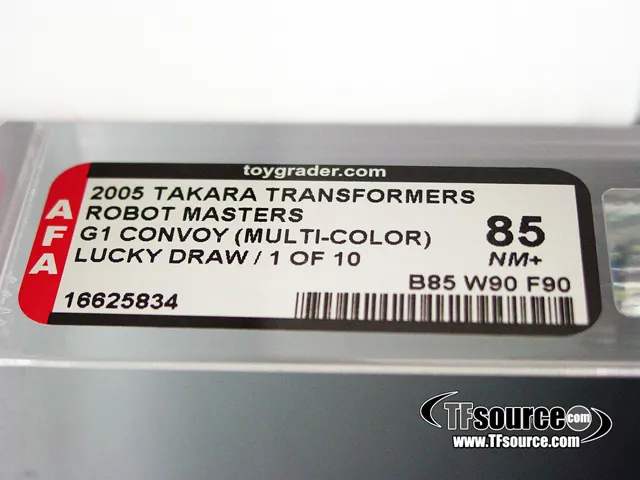 toygrader.com
AFA
2005 TAKARA TRANSFORMERS
ROBOT MASTERS
G1 CONVOY (MULTI-COLOR)
LUCKY DRAW / 1 OF 10
85
NM+
B85 W90 F90
16625834
TFsource.com
www.TFsource.com